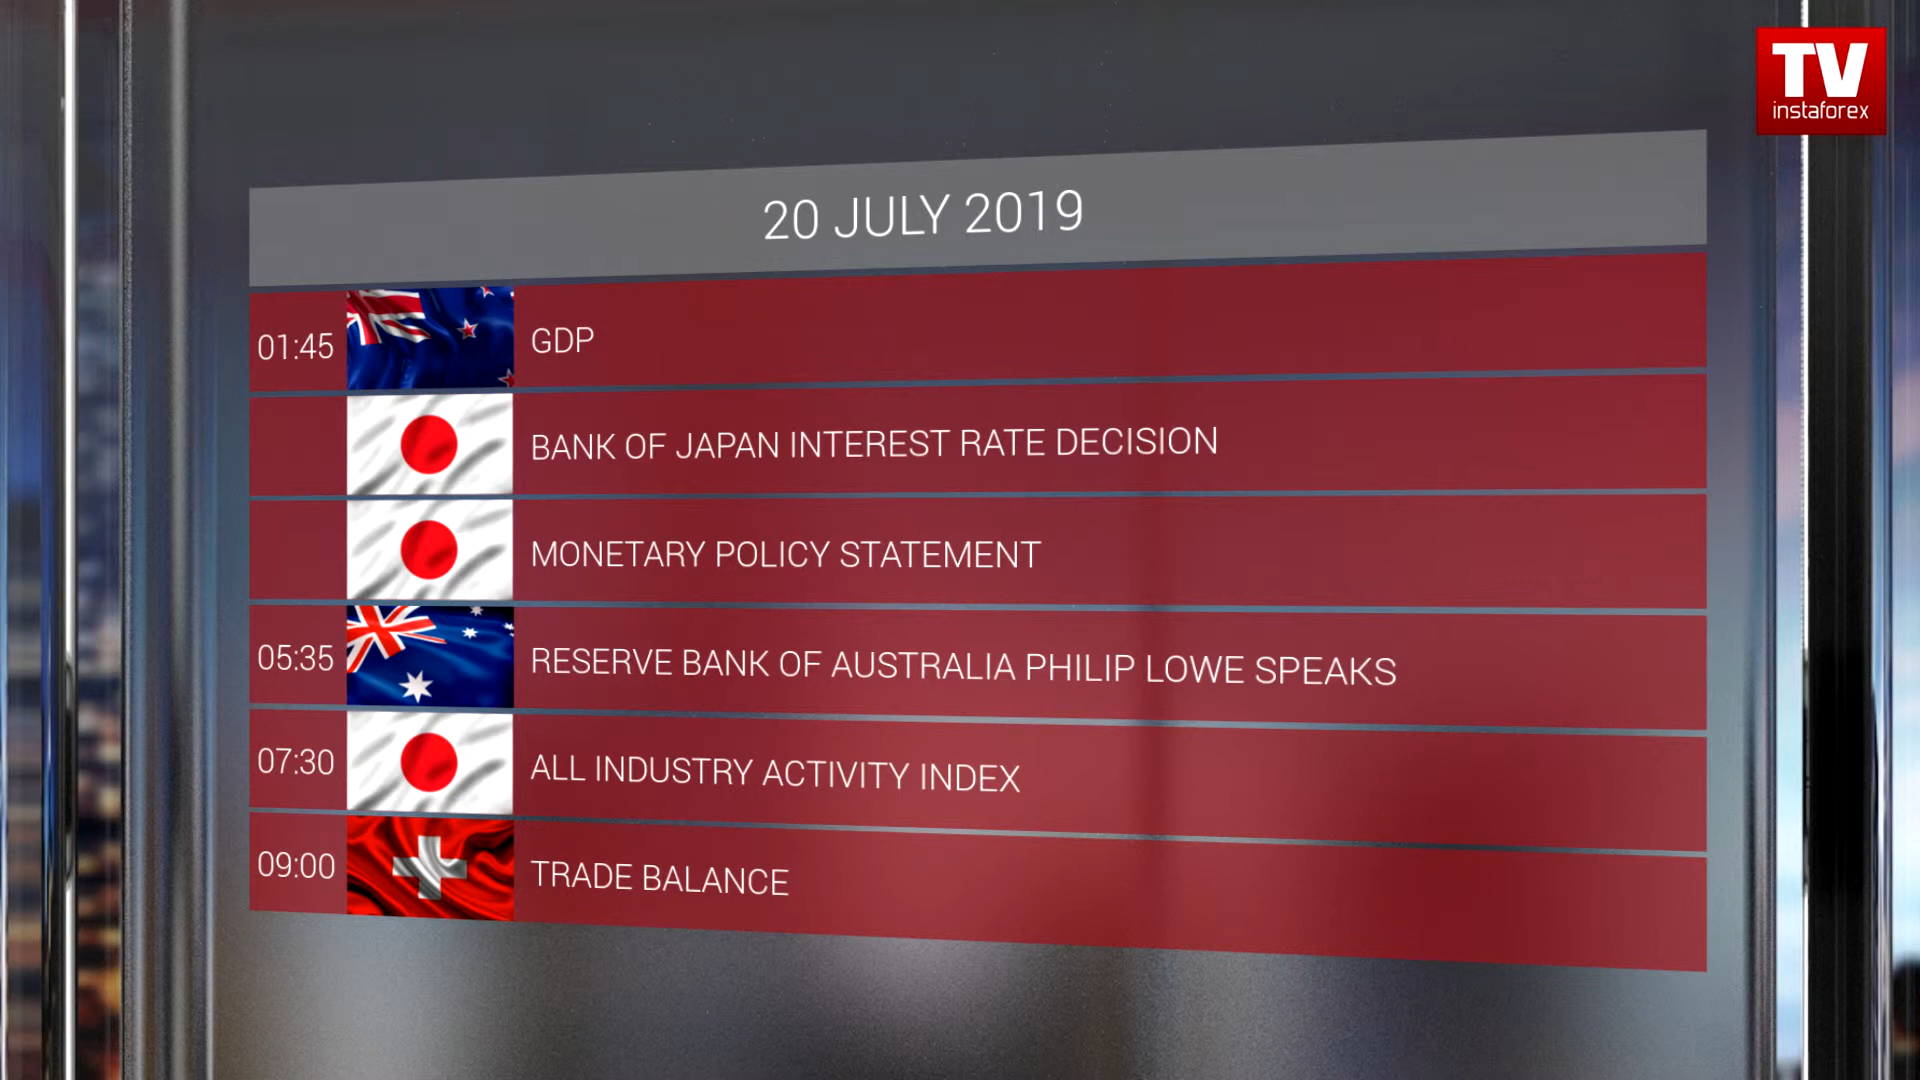 TV
instaforex
20 JULY 2019
01:45 GDP
BANK OF JAPAN INTEREST RATE DECISION
MONETARY POLICY STATEMENT
05:35 RESERVE BANK OF AUSTRALIA PHILIP LOWE SPEAKS
07:30 ALL INDUSTRY ACTIVITY INDEX
09:00 TRADE BALANCE